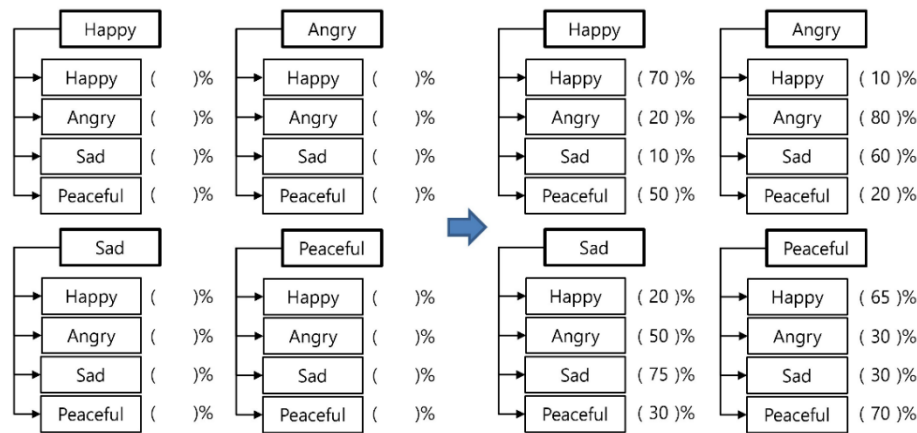 Happy Angry Happy Angry
Happy ( )% Happy ( )% Happy ( 70 )% Happy ( 10 )%
Angry ( )% Angry ( )% Angry ( 20 )% Angry ( 80 )%
Sad ( )% Sad ( )% Sad ( 10 )% Sad ( 60 )%
Peaceful ( )% Peaceful ( )% Peaceful ( 50 )% Peaceful ( 20 )%
Sad Peaceful Sad Peaceful
Happy ( )% Happy ( )% Happy ( 20 )% Happy ( 65 )%
Angry ( )% Angry ( )% Angry ( 50 )% Angry ( 30 )%
Sad ( )% Sad ( )% Sad ( 75 )% Sad ( 30 )%
Peaceful ( )% Peaceful ( )% Peaceful ( 30 )% Peaceful ( 70 )%